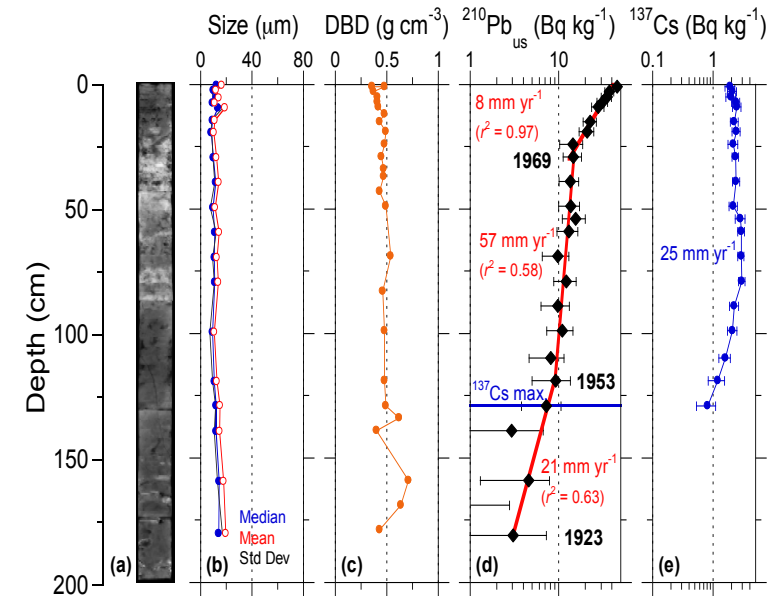 Size (μm)
DBD (g cm⁻³)
²¹⁰Pb_us (Bq kg⁻¹)
¹³⁷Cs (Bq kg⁻¹)
0 40 80
0 0.5 1
1 10
0.1 1
Depth (cm)
0
50
100
150
200
8 mm yr⁻¹
(r² = 0.97)
1969
57 mm yr⁻¹
(r² = 0.58)
25 mm yr⁻¹
1953
¹³⁷Cs max
21 mm yr⁻¹
(r² = 0.63)
1923
Median
Mean
Std Dev
(a)
(b)
(c)
(d)
(e)